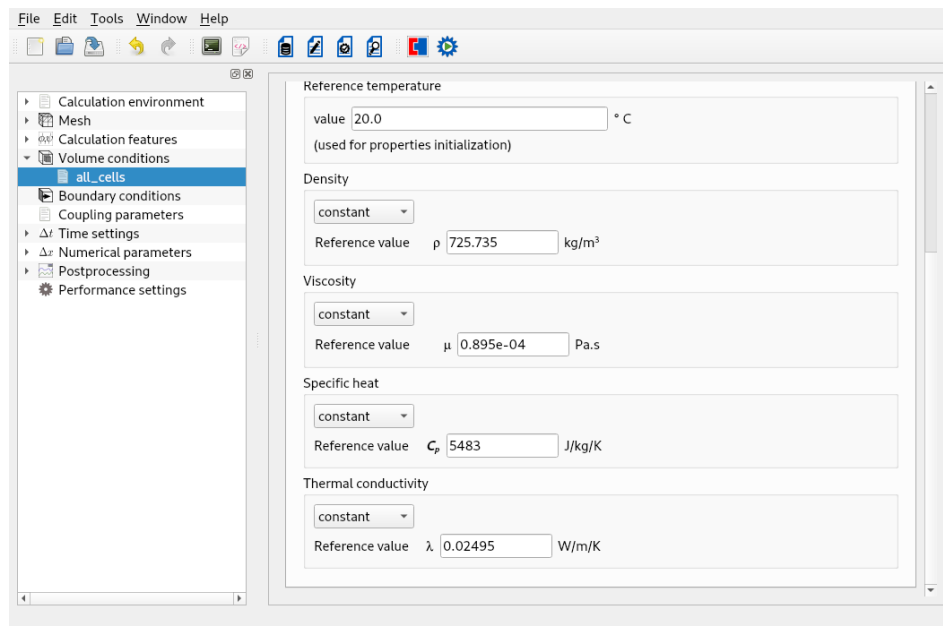 File Edit Tools Window Help
Calculation environment
Mesh
Calculation features
Volume conditions
all_cells
Boundary conditions
Coupling parameters
Δt Time settings
Δx Numerical parameters
Postprocessing
Performance settings
Reference temperature
value 20.0 ° C
(used for properties initialization)
Density
constant
Reference value ρ 725.735 kg/m³
Viscosity
constant
Reference value μ 0.895e-04 Pa.s
Specific heat
constant
Reference value Cₚ 5483 J/kg/K
Thermal conductivity
constant
Reference value λ 0.02495 W/m/K